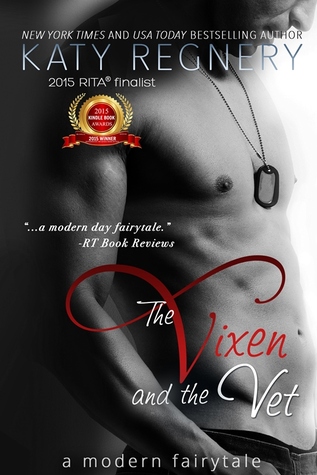 NEW YORK TIMES AND USA TODAY BESTSELLING AUTHOR
KATY REGNERY
2015 RITA® finalist
2015
KINDLE BOOK
AWARDS
2015 WINNER
"...a modern day fairytale."
-RT Book Reviews
The
Vixen
and the Vet
a modern fairytale